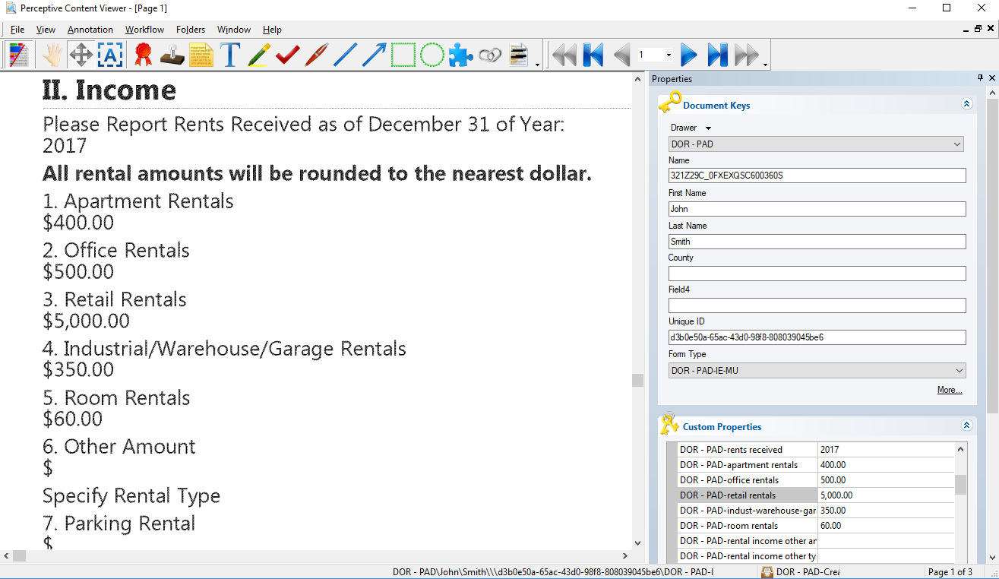 Perceptive Content Viewer - [Page 1]
File View Annotation Workflow Folders Window Help
A T 1
II. Income
Please Report Rents Received as of December 31 of Year:
2017
All rental amounts will be rounded to the nearest dollar.
1. Apartment Rentals
$400.00
2. Office Rentals
$500.00
3. Retail Rentals
$5,000.00
4. Industrial/Warehouse/Garage Rentals
$350.00
5. Room Rentals
$60.00
6. Other Amount
$
Specify Rental Type
7. Parking Rental
$
Properties
Document Keys
Drawer
DOR - PAD
Name
321Z29C_0FXEXQSC600360S
First Name
John
Last Name
Smith
County
Field4
Unique ID
d3b0e50a-65ac-43d0-98f8-808039045be6
Form Type
DOR - PAD-IE-MU
More...
Custom Properties
DOR - PAD-rents received 2017
DOR - PAD-apartment rentals 400.00
DOR - PAD-office rentals 500.00
DOR - PAD-retail rentals 5,000.00
DOR - PAD-indust-warehouse-gar 350.00
DOR - PAD-room rentals 60.00
DOR - PAD-rental income other ar
DOR - PAD-rental income other ty
DOR - PAD\John\Smith\\\d3b0e50a-65ac-43d0-98f8-808039045be6\DOR - PAD-I
DOR - PAD-Crea
Page 1 of 3